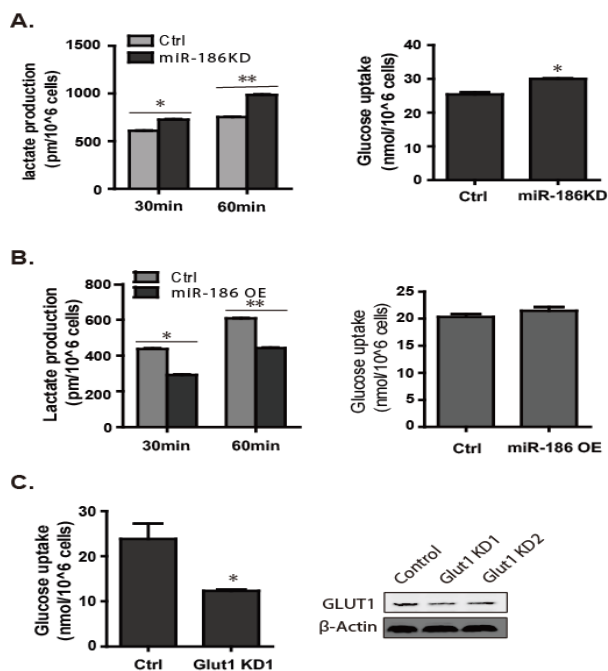 A.
lactate production
(pm/10^6 cells)
1500
1000
500
0
Ctrl
miR-186KD
*
**
30min
60min
Glucose uptake
(nmol/10^6 cells)
40
30
20
10
0
*
Ctrl
miR-186KD
B.
Lactate production
(pm/10^6 cells)
800
600
400
200
0
Ctrl
miR-186 OE
*
**
30min
60min
Glucose uptake
(nmol/10^6 cells)
25
20
15
10
5
0
Ctrl
miR-186 OE
C.
Glucose uptake
(nmol/10^6 cells)
30
20
10
0
*
Ctrl
Glut1 KD1
Control
Glut1 KD1
Glut1 KD2
GLUT1
β-Actin